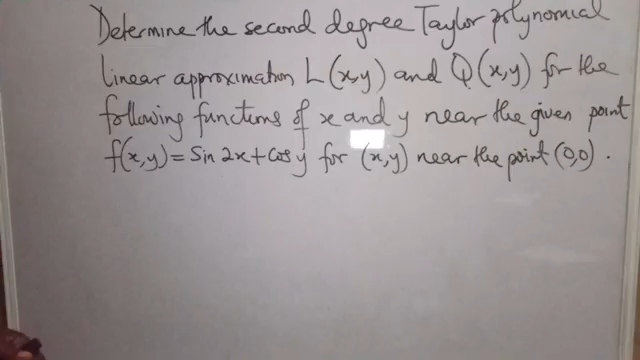 Determine the second degree Taylor polynomial
linear approximation L(x,y) and Q(x,y) for the
following functions of x and y near the given point
f(x,y) = Sin 2x + Cos y for (x,y) near the point (0,0).